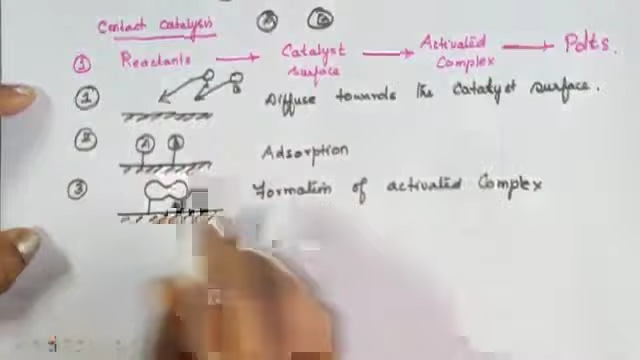 Contact Catalysis
① Reactants → Catalyst surface → Activated Complex → Pdts.
① Diffuse towards the Catalyst surface.
② A B Adsorption
③ Formation of activated Complex